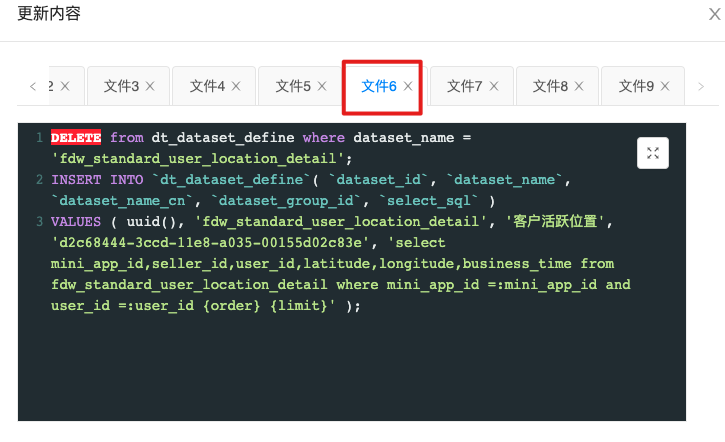 更新内容
2 文件3 文件4 文件5 文件6 文件7 文件8 文件9
1 DELETE from dt_dataset_define where dataset_name =
'fdw_standard_user_location_detail';
2 INSERT INTO `dt_dataset_define`( `dataset_id`, `dataset_name`,
`dataset_name_cn`, `dataset_group_id`, `select_sql` )
3 VALUES ( uuid(), 'fdw_standard_user_location_detail', '客户活跃位置',
'd2c68444-3ccd-11e8-a035-00155d02c83e', 'select
mini_app_id,seller_id,user_id,latitude,longitude,business_time from
fdw_standard_user_location_detail where mini_app_id =:mini_app_id and
user_id =:user_id {order} {limit}' );